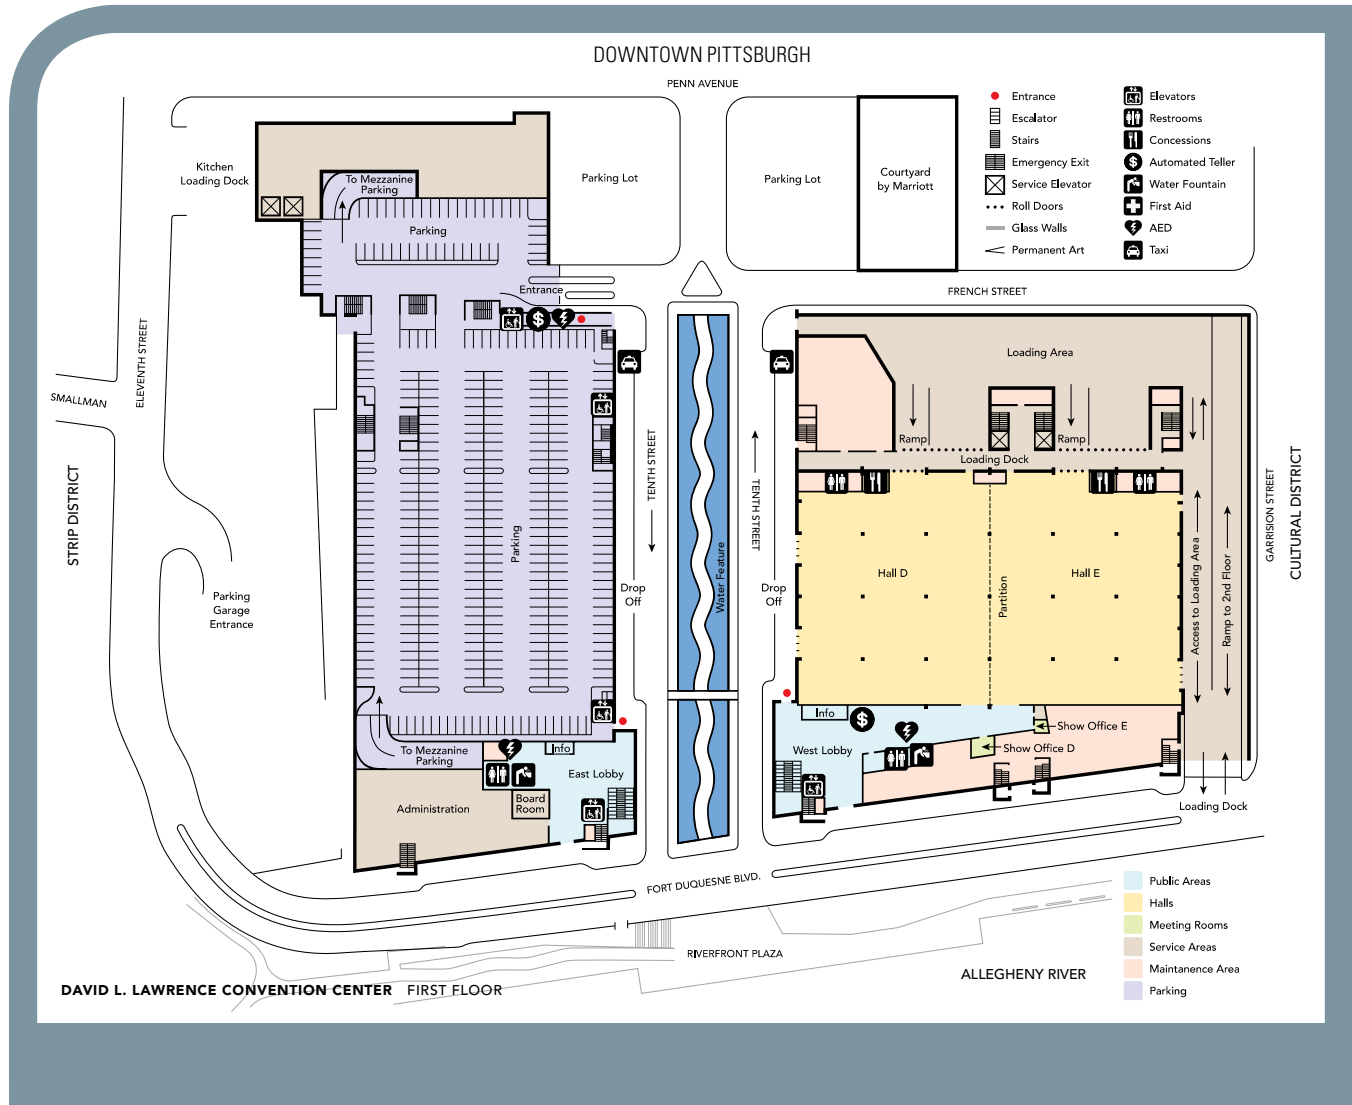 DOWNTOWN PITTSBURGH
PENN AVENUE
Entrance
Escalator
Stairs
Emergency Exit
Service Elevator
Roll Doors
Glass Walls
Permanent Art
Elevators
Restrooms
Concessions
Automated Teller
Water Fountain
First Aid
AED
Taxi
Kitchen
Loading Dock
To Mezzanine
Parking
Parking
Parking Lot
Parking Lot
Courtyard
by Marriott
Entrance
FRENCH STREET
ELEVENTH STREET
SMALLMAN
STRIP DISTRICT
Parking
Garage
Entrance
Parking
TENTH STREET
Drop
Off
Water Feature
TENTH STREET
Drop
Off
Loading Area
Ramp
Ramp
Loading Dock
Hall D
Partition
Hall E
Access to Loading Area
Ramp to 2nd Floor
GARRISION STREET
CULTURAL DISTRICT
Info
West Lobby
Show Office E
Show Office D
Loading Dock
To Mezzanine
Parking
Info
East Lobby
Board
Room
Administration
FORT DUQUESNE BLVD.
RIVERFRONT PLAZA
ALLEGHENY RIVER
Public Areas
Halls
Meeting Rooms
Service Areas
Maintanence Area
Parking
DAVID L. LAWRENCE CONVENTION CENTER FIRST FLOOR